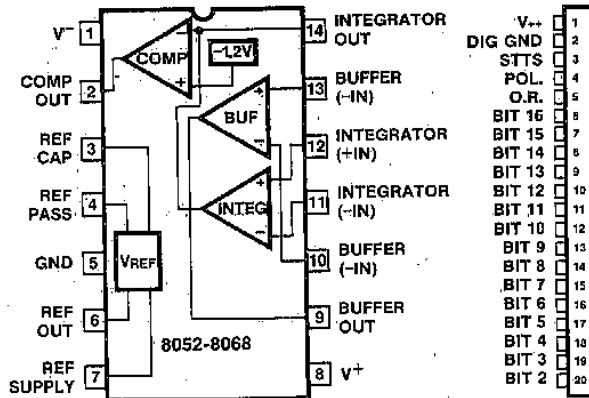 V⁻ 1
COMP OUT 2
REF CAP 3
REF PASS 4
GND 5
REF OUT 6
REF SUPPLY 7
COMP
-1.2V
BUF
INTEG
VREF
8052-8068
14 INTEGRATOR OUT
13 BUFFER (-IN)
12 INTEGRATOR (+IN)
11 INTEGRATOR (-IN)
10 BUFFER (-IN)
9 BUFFER OUT
8 V⁺
V++ 1
DIG GND 2
STTS 3
POL. 4
O.R. 5
BIT 16 6
BIT 15 7
BIT 14 8
BIT 13 9
BIT 12 10
BIT 11 11
BIT 10 12
BIT 9 13
BIT 8 14
BIT 7 15
BIT 6 16
BIT 5 17
BIT 4 18
BIT 3 19
BIT 2 20